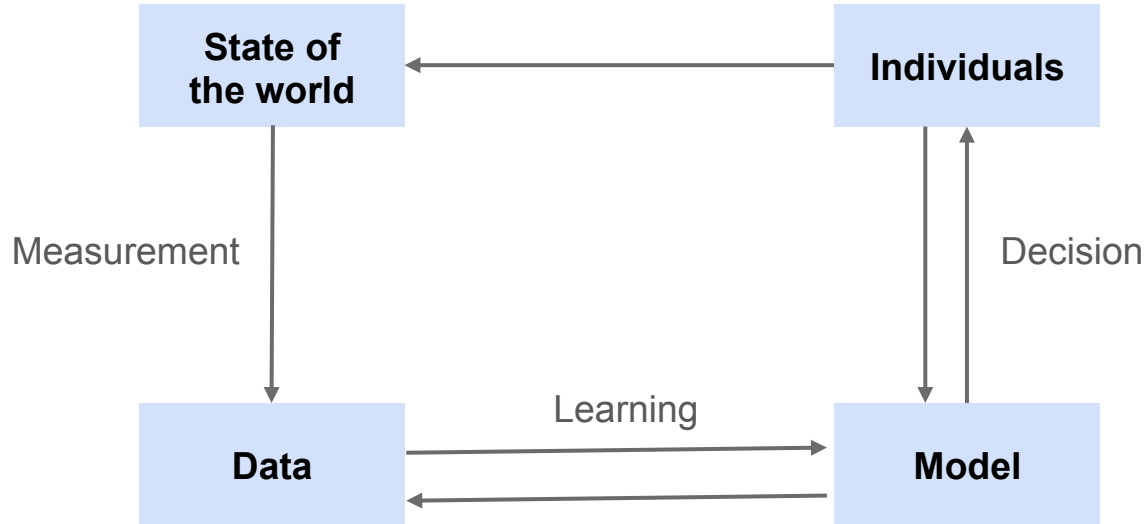 State of
the world
Individuals
Measurement
Decision
Learning
Data
Model